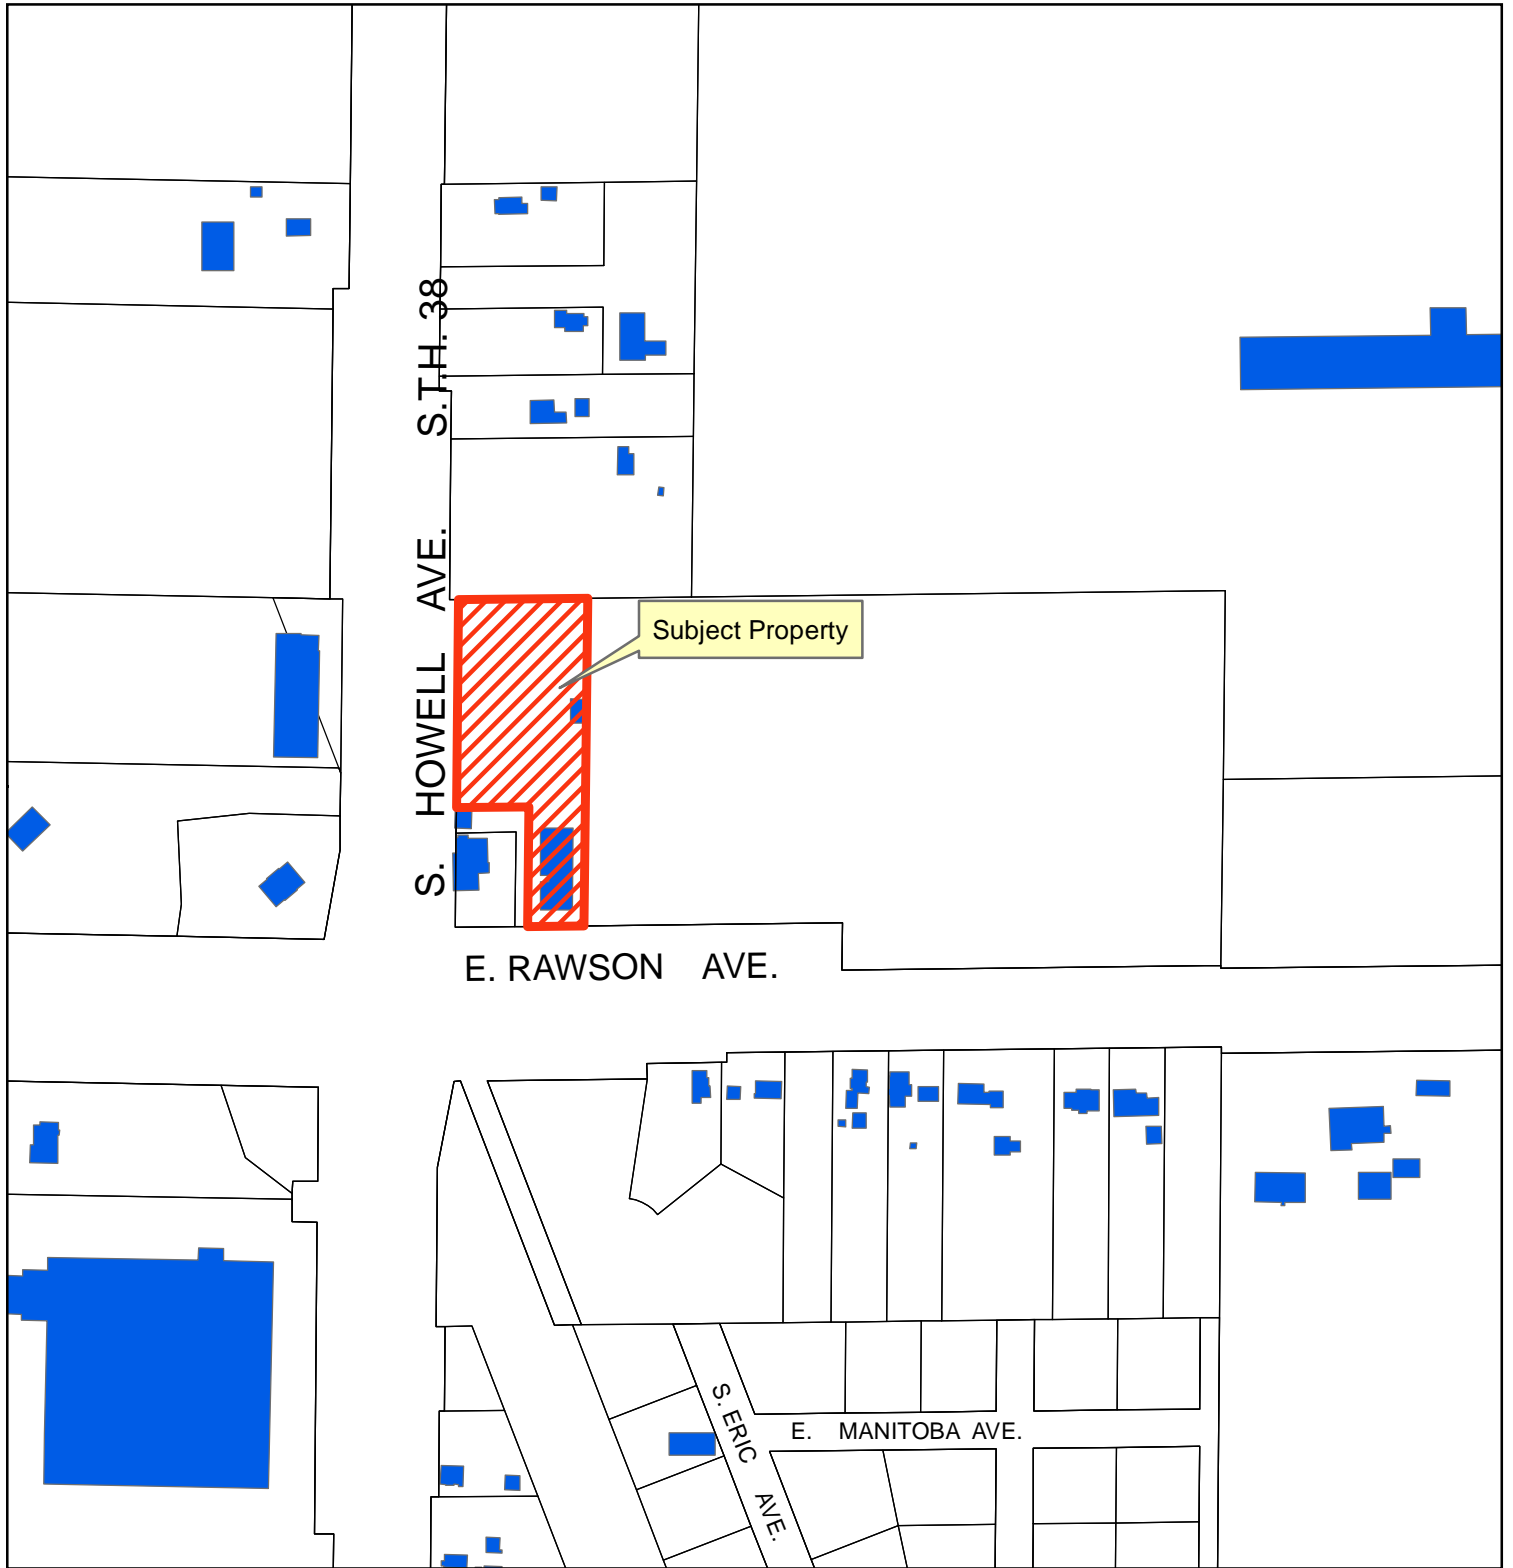 S. HOWELL AVE. S.T.H. 38
Subject Property
E. RAWSON AVE.
S. ERIC AVE.
E. MANITOBA AVE.